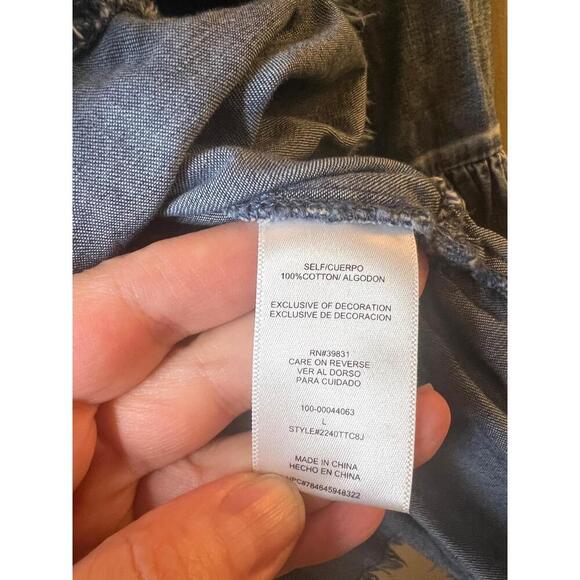 SELF/CUERPO
100%COTTON/ ALGODON
EXCLUSIVE OF DECORATION
EXCLUSIVE DE DECORACION
RN#39831
CARE ON REVERSE
VER AL DORSO
PARA CUIDADO
100-00044063
L
STYLE#2240TTC8J
MADE IN CHINA
HECHO EN CHINA
UPC#784645948322